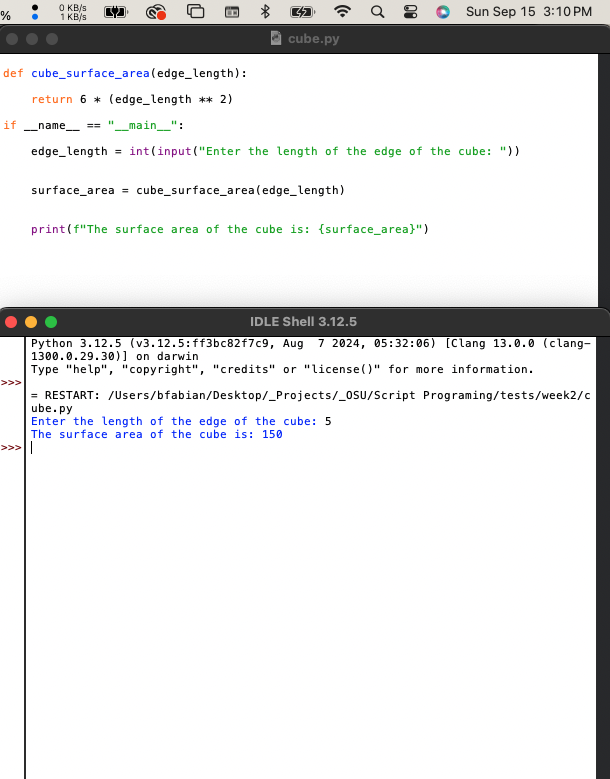 %
0 KB/s
1 KB/s
Sun Sep 15 3:10 PM
cube.py
def cube_surface_area(edge_length):
    return 6 * (edge_length ** 2)
if __name__ == "__main__":
    edge_length = int(input("Enter the length of the edge of the cube: "))
    surface_area = cube_surface_area(edge_length)
    print(f"The surface area of the cube is: {surface_area}")
IDLE Shell 3.12.5
Python 3.12.5 (v3.12.5:ff3bc82f7c9, Aug  7 2024, 05:32:06) [Clang 13.0.0 (clang-
1300.0.29.30)] on darwin
Type "help", "copyright", "credits" or "license()" for more information.
>>>
= RESTART: /Users/bfabian/Desktop/_Projects/_OSU/Script Programing/tests/week2/c
ube.py
Enter the length of the edge of the cube: 5
The surface area of the cube is: 150
>>>